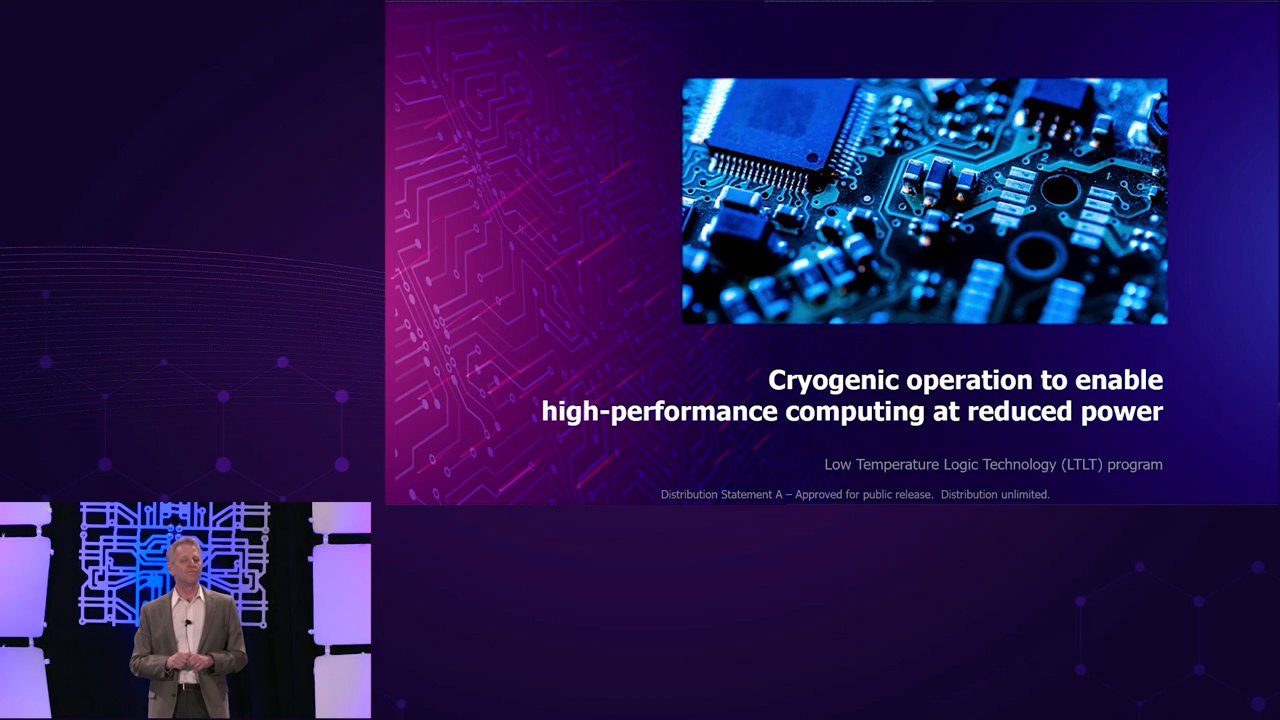 Cryogenic operation to enable
high-performance computing at reduced power
Low Temperature Logic Technology (LTLT) program
Distribution Statement A – Approved for public release. Distribution unlimited.